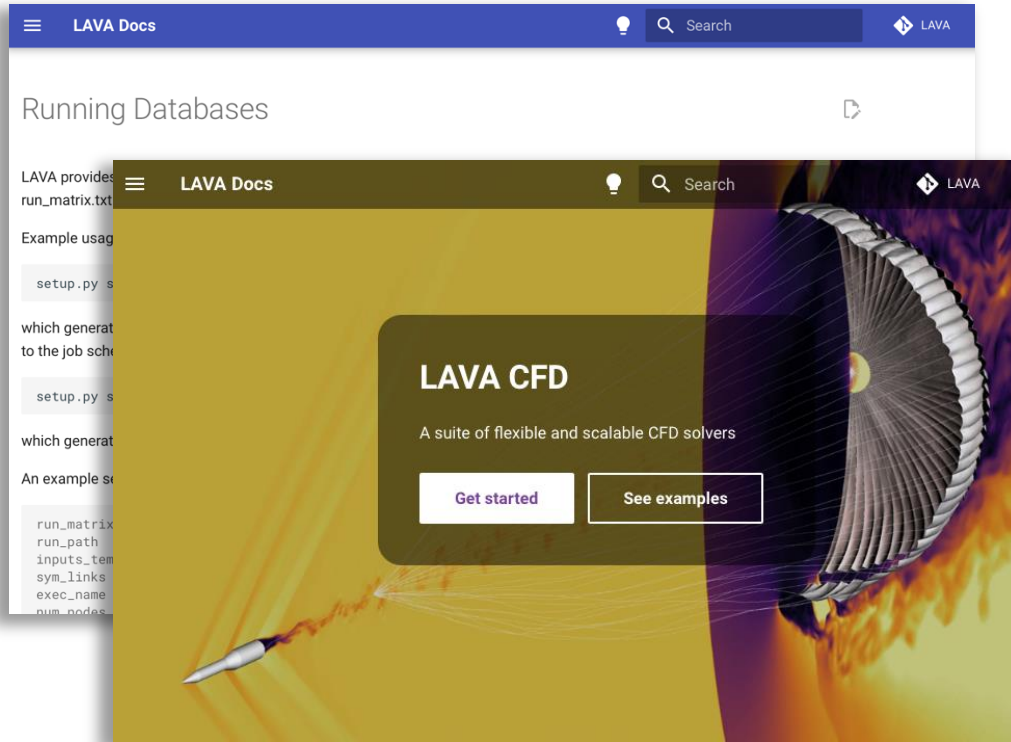 LAVA Docs
Search
LAVA
Running Databases
LAVA provides
run_matrix.txt
Example usag
setup.py s
which generat
to the job sche
setup.py s
which generat
An example se
run_matrix
run_path
inputs_tem
sym_links
exec_name
num_nodes
LAVA Docs
Search
LAVA
LAVA CFD
A suite of flexible and scalable CFD solvers
Get started
See examples